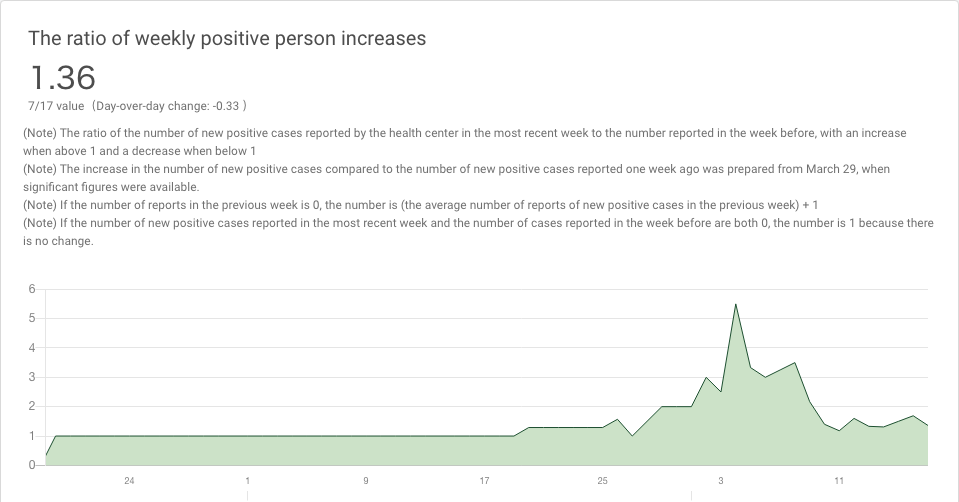 The ratio of weekly positive person increases
1.36
7/17 value （Day-over-day change: -0.33 )
(Note) The ratio of the number of new positive cases reported by the health center in the most recent week to the number reported in the week before, with an increase
when above 1 and a decrease when below 1
(Note) The increase in the number of new positive cases compared to the number of new positive cases reported one week ago was prepared from March 29, when
significant figures were available.
(Note) If the number of reports in the previous week is 0, the number is (the average number of reports of new positive cases in the previous week) + 1
(Note) If the number of new positive cases reported in the most recent week and the number of cases reported in the week before are both 0, the number is 1 because there
is no change.
6
5
4
3
2
1
0
24 1 9 17 25 3 11